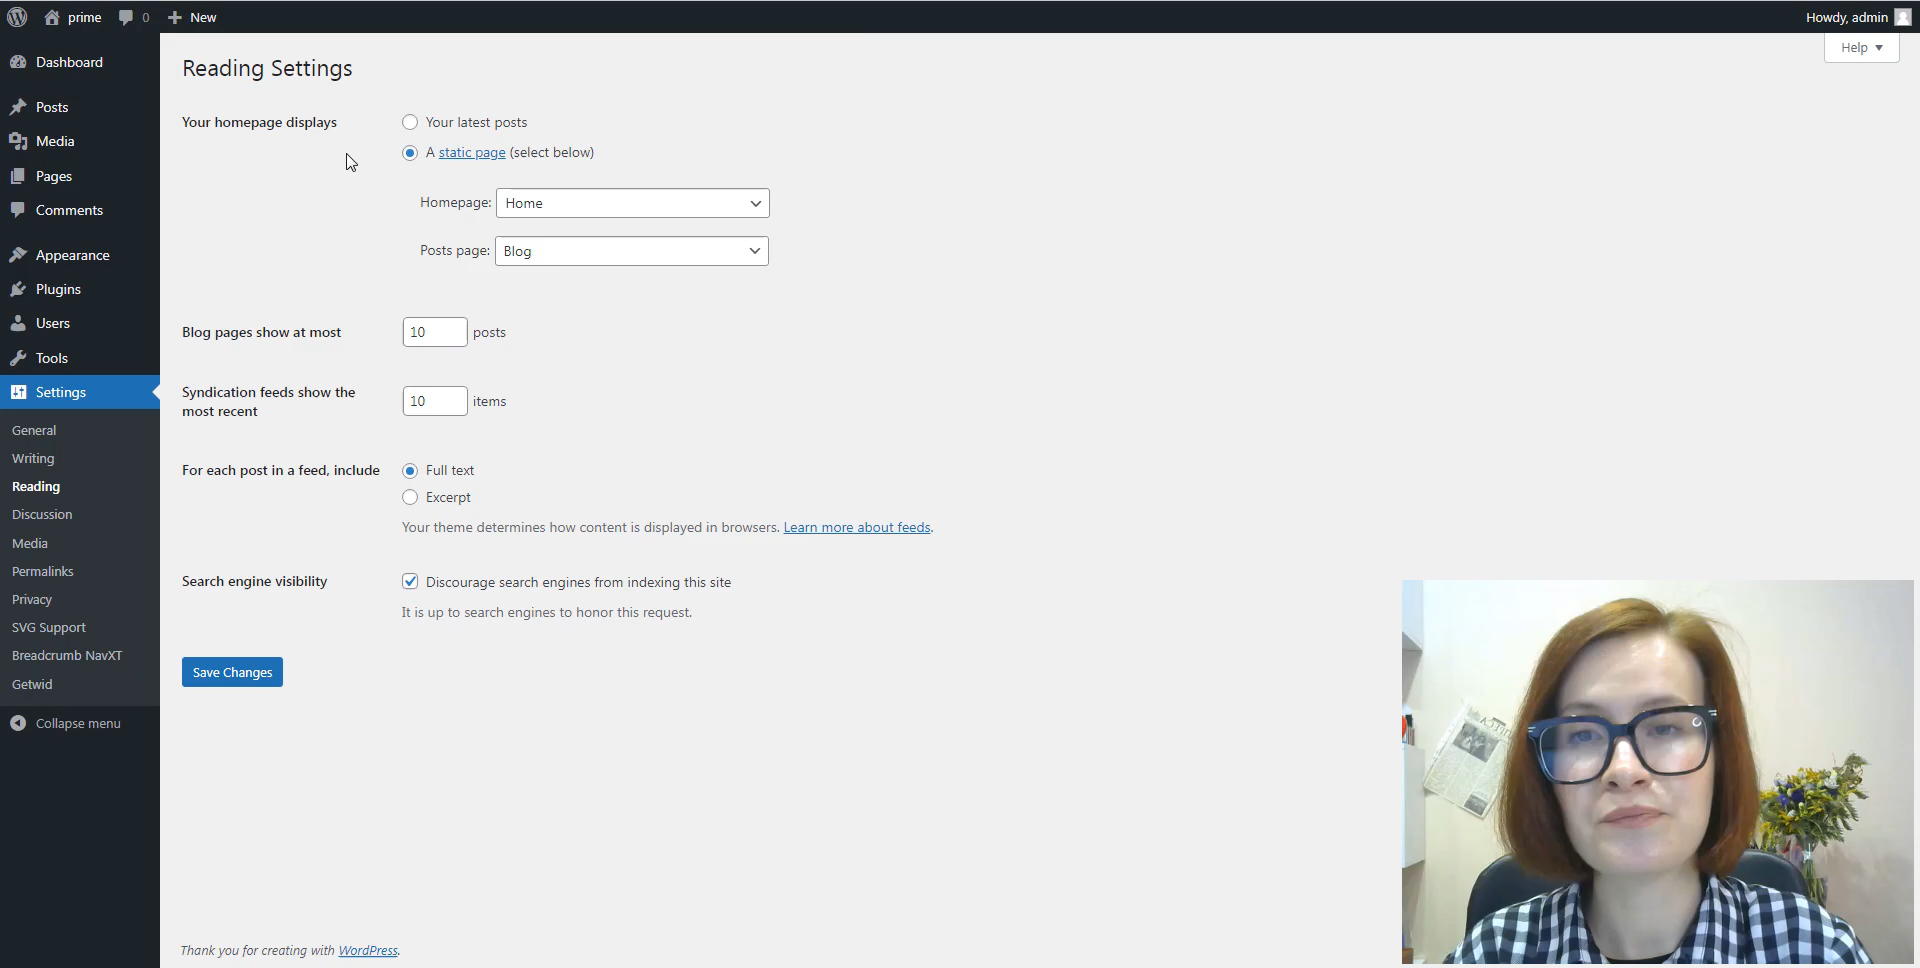 prime
0
New
Howdy, admin
Help
Dashboard
Posts
Media
Pages
Comments
Appearance
Plugins
Users
Tools
Settings
General
Writing
Reading
Discussion
Media
Permalinks
Privacy
SVG Support
Breadcrumb NavXT
Getwid
Collapse menu
Reading Settings
Your homepage displays
Your latest posts
A static page (select below)
Homepage: Home
Posts page: Blog
Blog pages show at most
10 posts
Syndication feeds show the
most recent
10 items
For each post in a feed, include
Full text
Excerpt
Your theme determines how content is displayed in browsers. Learn more about feeds.
Search engine visibility
Discourage search engines from indexing this site
It is up to search engines to honor this request.
Save Changes
Thank you for creating with WordPress.